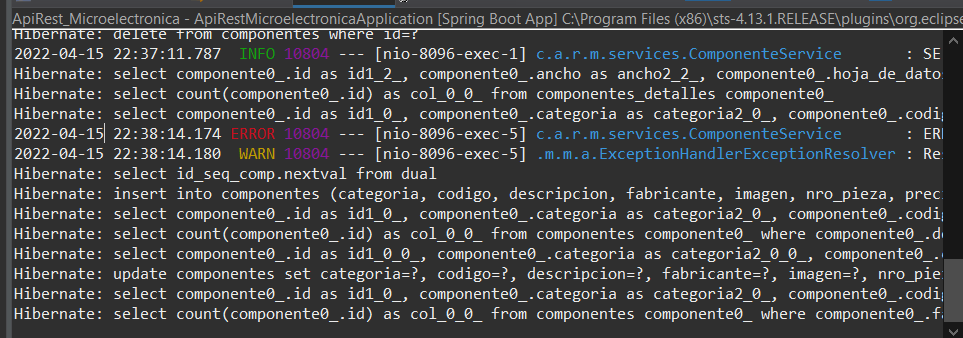 ApiRest_Microelectronica - ApiRestMicroelectronicaApplication [Spring Boot App] C:\Program Files (x86)\sts-4.13.1.RELEASE\plugins\org.eclipse
Hibernate: delete from componentes where id=?
2022-04-15 22:37:11.787  INFO 10804 --- [nio-8096-exec-1] c.a.r.m.services.ComponenteService       : SE
Hibernate: select componente0_.id as id1_2_, componente0_.ancho as ancho2_2_, componente0_.hoja_de_dato
Hibernate: select count(componente0_.id) as col_0_0_ from componentes_detalles componente0_
Hibernate: select componente0_.id as id1_0_, componente0_.categoria as categoria2_0_, componente0_.codig
2022-04-15 22:38:14.174 ERROR 10804 --- [nio-8096-exec-5] c.a.r.m.services.ComponenteService       : ERR
2022-04-15 22:38:14.180  WARN 10804 --- [nio-8096-exec-5] .m.m.a.ExceptionHandlerExceptionResolver : Res
Hibernate: select id_seq_comp.nextval from dual
Hibernate: insert into componentes (categoria, codigo, descripcion, fabricante, imagen, nro_pieza, preci
Hibernate: select componente0_.id as id1_0_, componente0_.categoria as categoria2_0_, componente0_.codig
Hibernate: select count(componente0_.id) as col_0_0_ from componentes componente0_ where componente0_.de
Hibernate: select componente0_.id as id1_0_0_, componente0_.categoria as categoria2_0_0_, componente0_.c
Hibernate: update componentes set categoria=?, codigo=?, descripcion=?, fabricante=?, imagen=?, nro_piez
Hibernate: select componente0_.id as id1_0_, componente0_.categoria as categoria2_0_, componente0_.codig
Hibernate: select count(componente0_.id) as col_0_0_ from componentes componente0_ where componente0_.fa